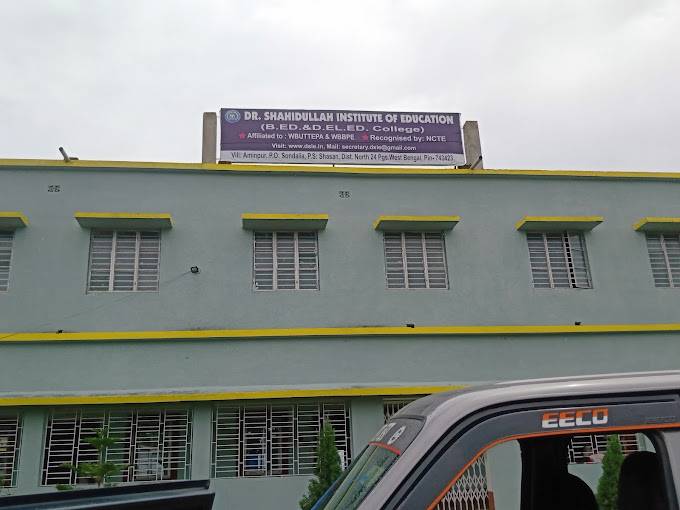 DR. SHAHIDULLAH INSTITUTE OF EDUCATION
(B.ED.&D.EL.ED. College)
★ Affiliated to : WBUTTEPA & WBBPE ★ Recognised by: NCTE
Visit: www.dsie.in, Mail: secretary.dsie@gmail.com
Vill: Aminpur, P.O. Sondalia, P.S: Shasan, Dist. North 24 Pgs.West Bengal, Pin- 743423
EECO